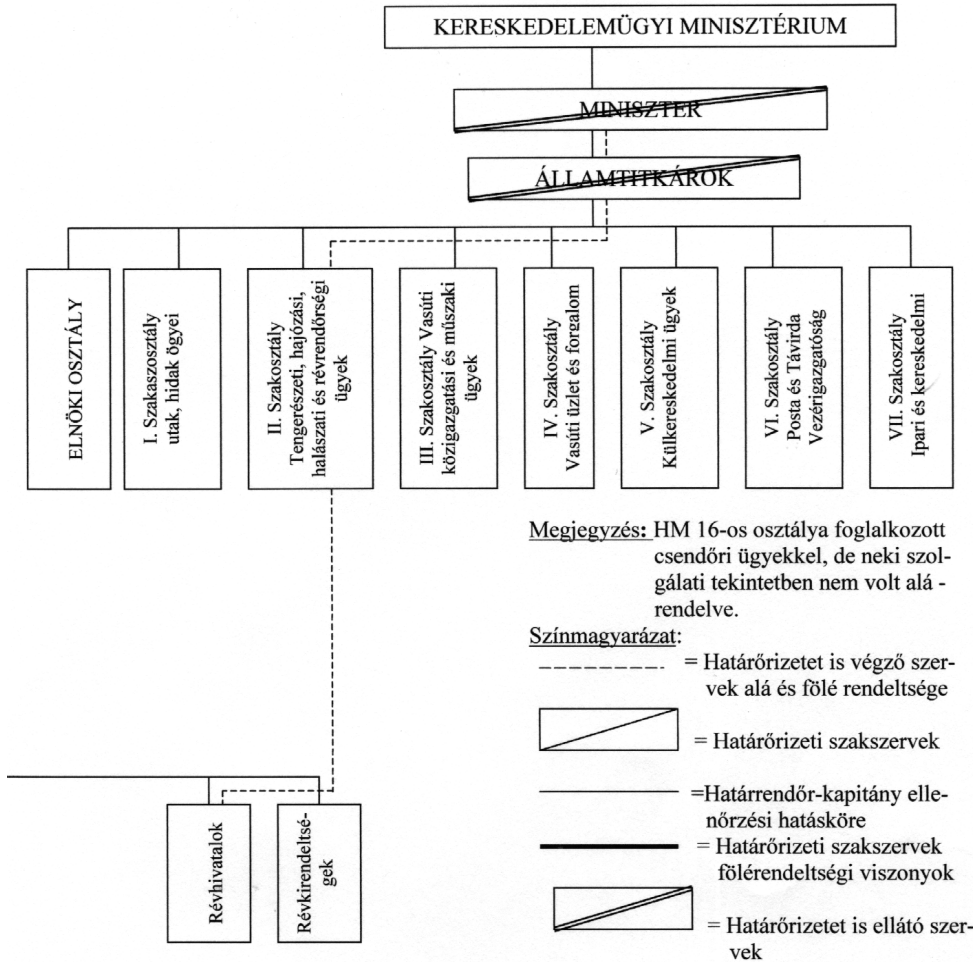 KERESKEDELEMÜGYI MINISZTÉRIUM
MINISZTER
ÁLLAMTITKÁROK
ELNÖKI OSZTÁLY
I. Szakaszosztály
utak, hidak ögyei
II. Szakosztály
Tengerészeti, hajózási,
halászati és révrendőrségi
ügyek
III. Szakosztály Vasúti
közigazgatási és műszaki
ügyek
IV. Szakosztály
Vasúti üzlet és forgalom
V. Szakosztály
Külkereskedelmi ügyek
VI. Szakosztály
Posta és Távirda
Vezérigazgatóság
VII. Szakosztály
Ipari és kereskedelmi
Megjegyzés: HM 16-os osztálya foglalkozott
csendőri ügyekkel, de neki szol-
gálati tekintetben nem volt alá -
rendelve.
Színmagyarázat:
= Határőrizetet is végző szer-
vek alá és fölé rendeltsége
= Határőrizeti szakszervek
=Határrendőr-kapitány elle-
nőrzési hatásköre
= Határőrizeti szakszervek
fölérendeltségi viszonyok
= Határőrizetet is ellátó szer-
vek
Révhivatalok
Révkirendeltsé-
gek